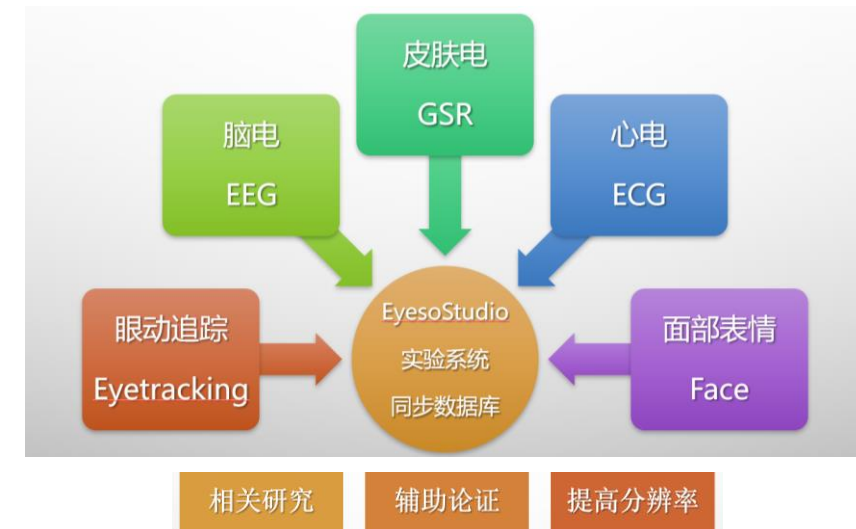 皮肤电
GSR
脑电
EEG
心电
ECG
眼动追踪
Eyetracking
EyesoStudio
实验系统
同步数据库
面部表情
Face
相关研究
辅助论证
提高分辨率